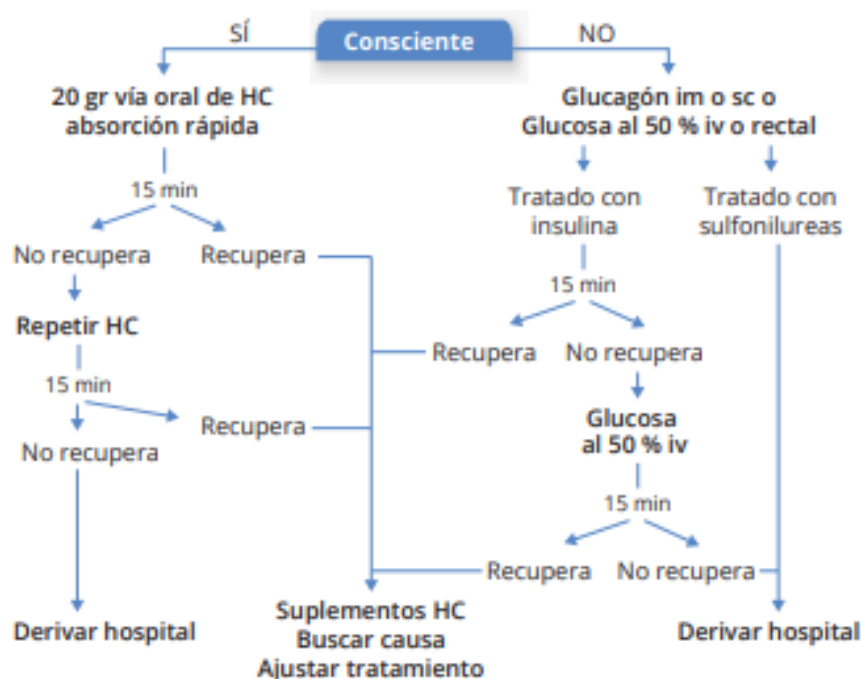 SÍ
Consciente
NO
20 gr vía oral de HC
absorción rápida
Glucagón im o sc o
Glucosa al 50 % iv o rectal
15 min
Tratado con
insulina
Tratado con
sulfonilureas
No recupera
Recupera
15 min
Repetir HC
Recupera
No recupera
15 min
Recupera
Glucosa
al 50 % iv
No recupera
15 min
Recupera
No recupera
Derivar hospital
Suplementos HC
Buscar causa
Ajustar tratamiento
Derivar hospital